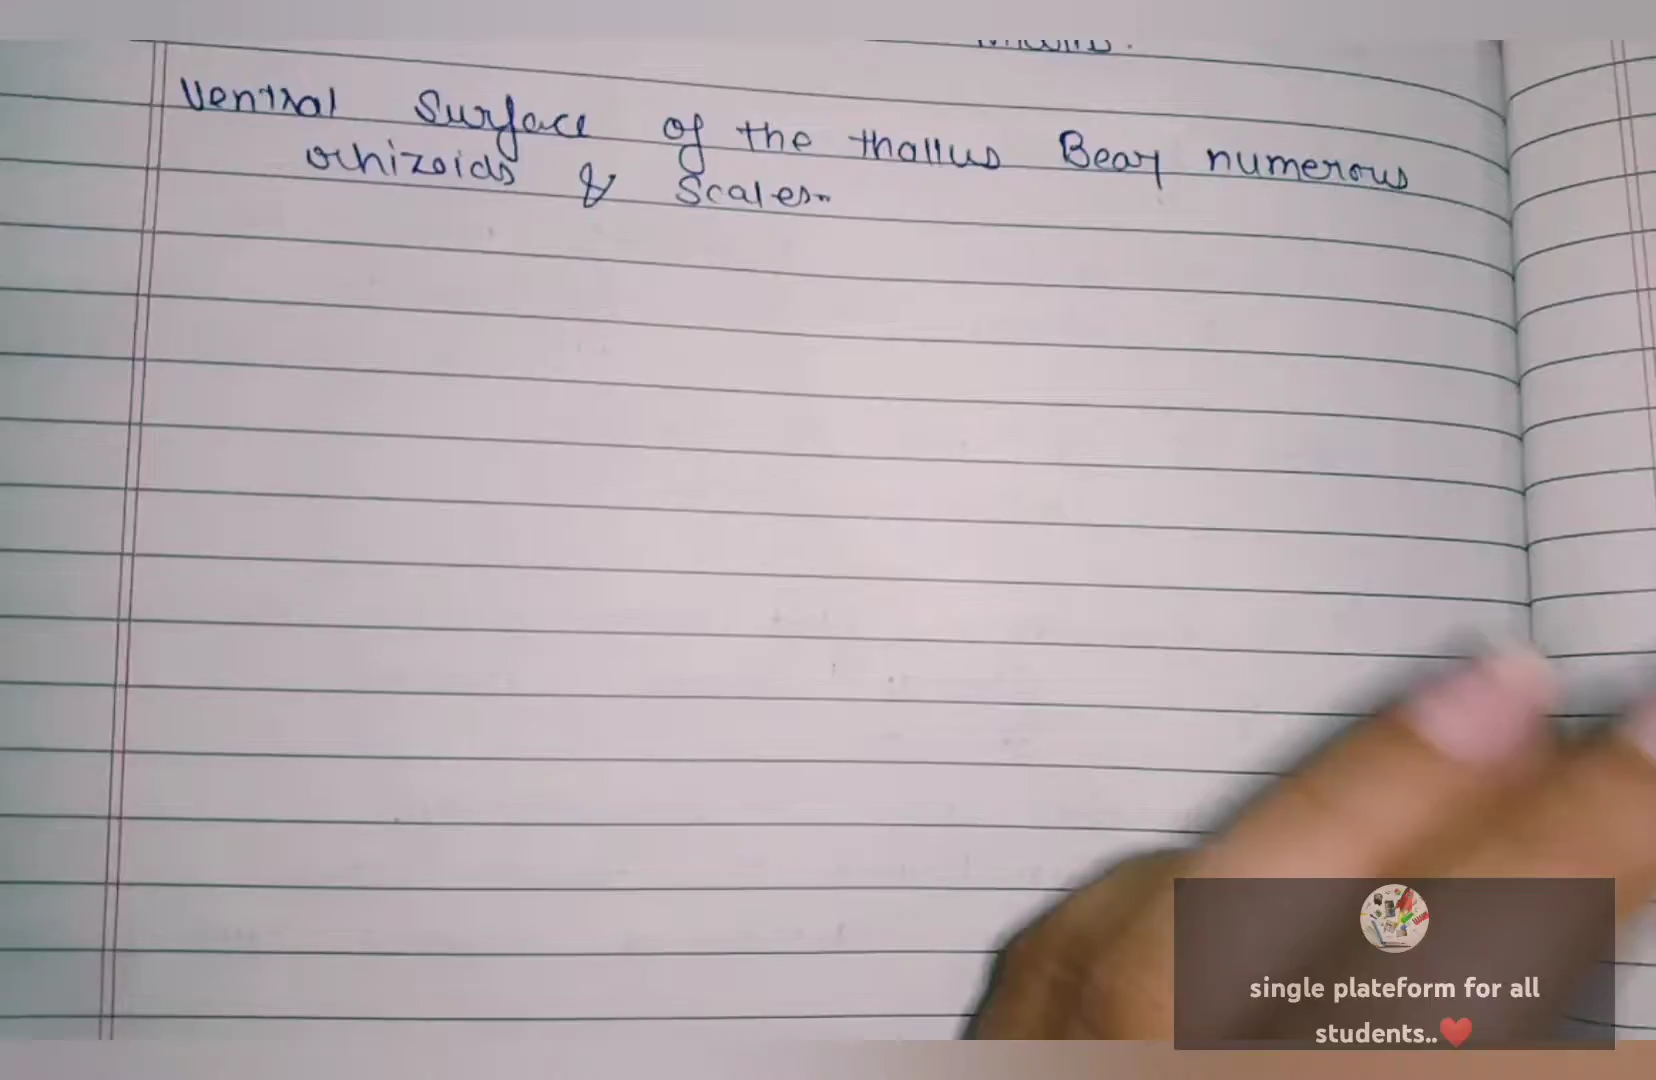 Ventral Surface of the thallus Bear numerous
rhizoids & Scales
single plateform for all
students..❤️